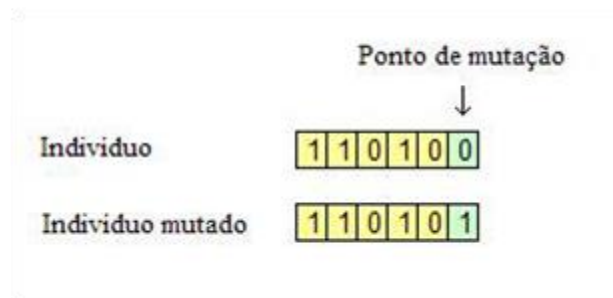 Ponto de mutação
↓
Individuo 1 1 0 1 0 0
Individuo mutado 1 1 0 1 0 1